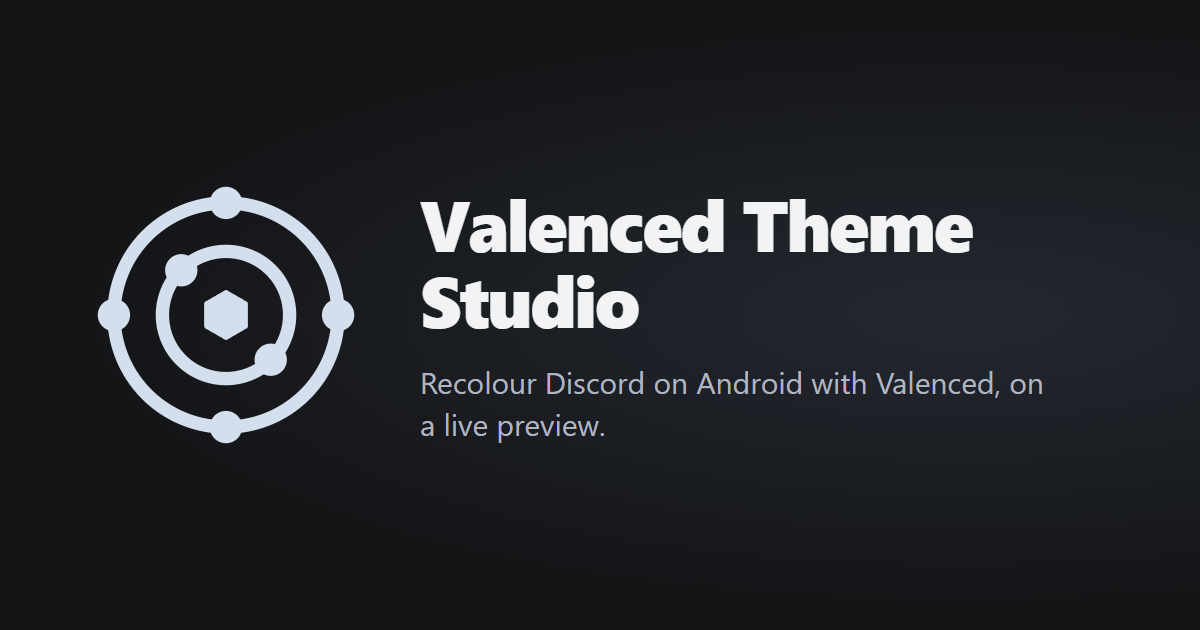 Valenced Theme
Studio
Recolour Discord on Android with Valenced, on
a live preview.